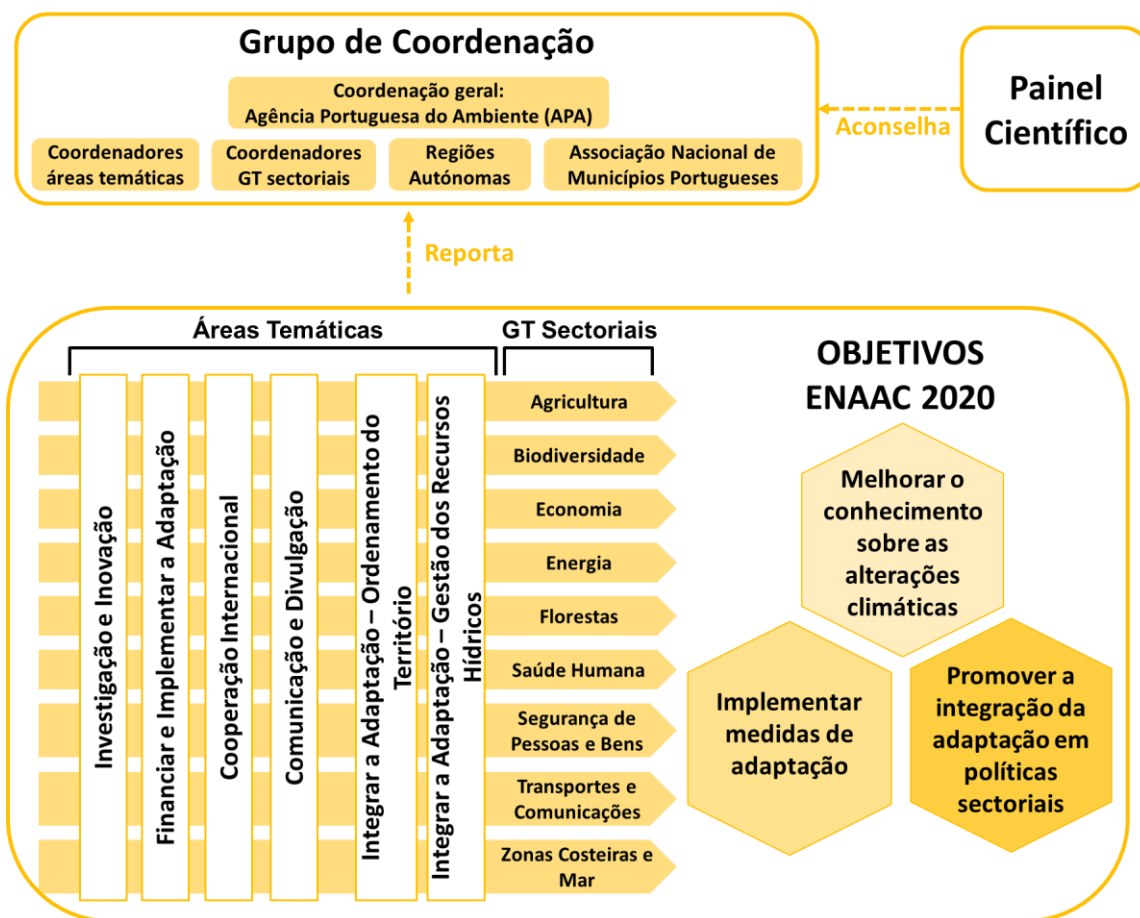 Grupo de Coordenação
Coordenação geral:
Agência Portuguesa do Ambiente (APA)
Coordenadores
áreas temáticas
Coordenadores
GT sectoriais
Regiões
Autónomas
Associação Nacional de
Municípios Portugueses
Aconselha
Painel
Científico
Reporta
Áreas Temáticas
GT Sectoriais
Investigação e Inovação
Financiar e Implementar a Adaptação
Cooperação Internacional
Comunicação e Divulgação
Integrar a Adaptação – Ordenamento do
Território
Integrar a Adaptação – Gestão dos Recursos
Hídricos
Agricultura
Biodiversidade
Economia
Energia
Florestas
Saúde Humana
Segurança de
Pessoas e Bens
Transportes e
Comunicações
Zonas Costeiras e
Mar
OBJETIVOS
ENAAC 2020
Melhorar o
conhecimento
sobre as
alterações
climáticas
Implementar
medidas de
adaptação
Promover a
integração da
adaptação em
políticas
sectoriais